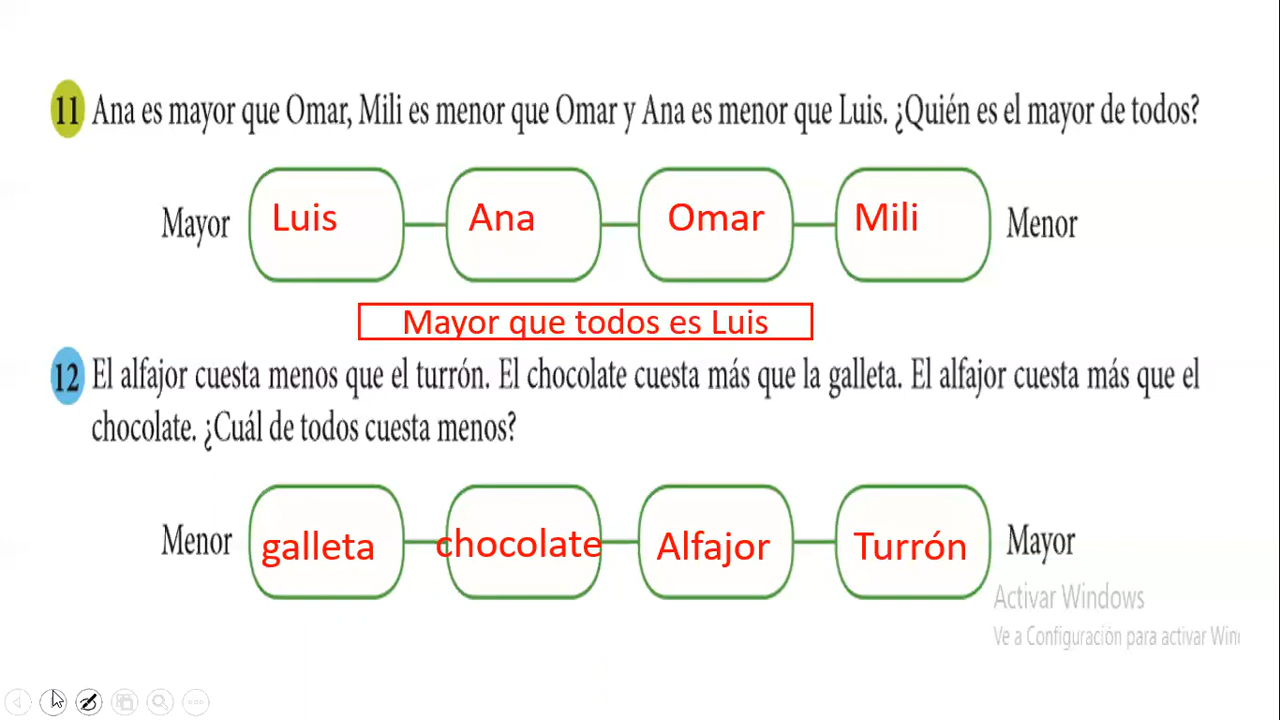 11 Ana es mayor que Omar, Mili es menor que Omar y Ana es menor que Luis. ¿Quién es el mayor de todos?
Mayor Luis Ana Omar Mili Menor
Mayor que todos es Luis
12 El alfajor cuesta menos que el turrón. El chocolate cuesta más que la galleta. El alfajor cuesta más que el
chocolate. ¿Cuál de todos cuesta menos?
Menor galleta chocolate Alfajor Turrón Mayor
Activar Windows
Ve a Configuración para activar Win